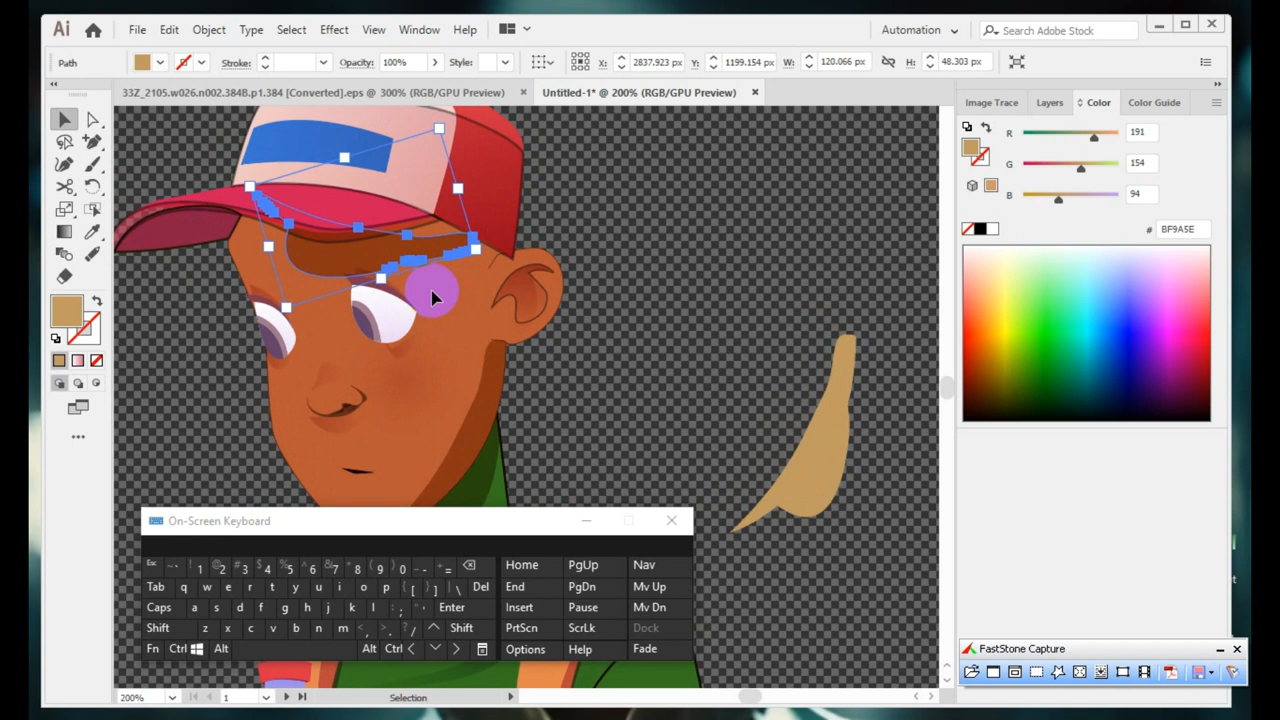 Ai File Edit Object Type Select Effect View Window Help Automation Search Adobe Stock
Path Stroke: Opacity: 100% Style: X: 2837.923 px Y: 1199.154 px W: 120.066 px H: 48.303 px
33Z_2105.w026.n002.384B.p1.384 [Converted].eps @ 300% (RGB/GPU Preview) × Untitled-1* @ 200% (RGB/GPU Preview) ×
Image Trace Layers Color Color Guide
R 191
G 154
B 94
# BF9A5E
On-Screen Keyboard
Esc ~ ` ! 1 @ 2 # 3 $ 4 % 5 ^ 6 & 7 * 8 ( 9 ) 0 _ - + = Home PgUp Nav
Tab q w e r t y u i o p { [ } ] | \ Del End PgDn Mv Up
Caps a s d f g h j k l : ; " ' Enter Insert Pause Mv Dn
Shift z x c v b n m < , > . ? / Shift PrtScn ScrLk Dock
Fn Ctrl Alt Alt Ctrl Options Help Fade
FastStone Capture
200% 1 Selection